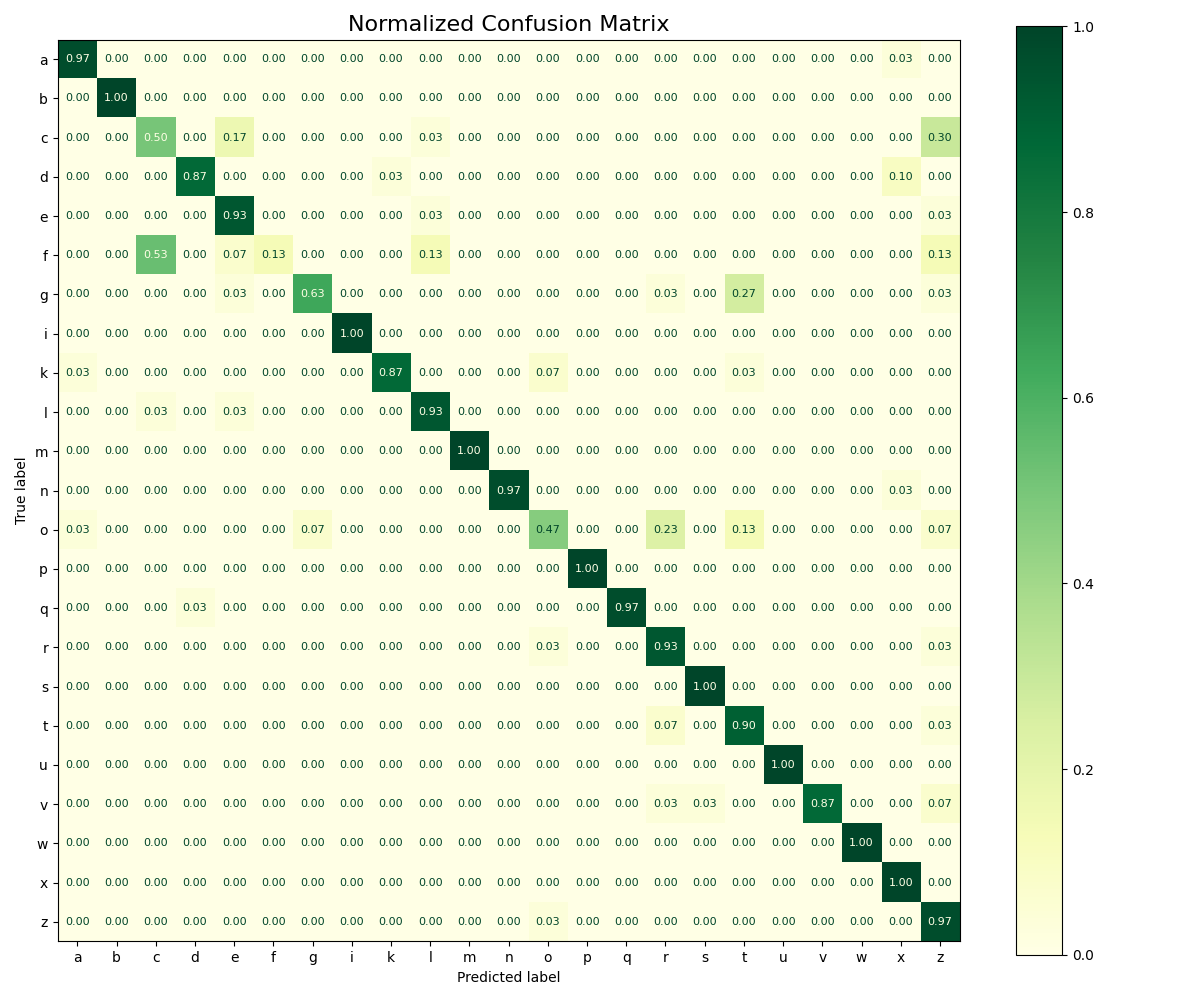 Normalized Confusion Matrix
a 0.97 0.00 0.00 0.00 0.00 0.00 0.00 0.00 0.00 0.00 0.00 0.00 0.00 0.00 0.00 0.00 0.00 0.00 0.00 0.00 0.00 0.03 0.00
b 0.00 1.00 0.00 0.00 0.00 0.00 0.00 0.00 0.00 0.00 0.00 0.00 0.00 0.00 0.00 0.00 0.00 0.00 0.00 0.00 0.00 0.00 0.00
c 0.00 0.00 0.50 0.00 0.17 0.00 0.00 0.00 0.00 0.03 0.00 0.00 0.00 0.00 0.00 0.00 0.00 0.00 0.00 0.00 0.00 0.00 0.30
d 0.00 0.00 0.00 0.87 0.00 0.00 0.00 0.00 0.03 0.00 0.00 0.00 0.00 0.00 0.00 0.00 0.00 0.00 0.00 0.00 0.00 0.10 0.00
e 0.00 0.00 0.00 0.00 0.93 0.00 0.00 0.00 0.00 0.03 0.00 0.00 0.00 0.00 0.00 0.00 0.00 0.00 0.00 0.00 0.00 0.00 0.03
f 0.00 0.00 0.53 0.00 0.07 0.13 0.00 0.00 0.00 0.13 0.00 0.00 0.00 0.00 0.00 0.00 0.00 0.00 0.00 0.00 0.00 0.00 0.13
g 0.00 0.00 0.00 0.00 0.03 0.00 0.63 0.00 0.00 0.00 0.00 0.00 0.00 0.00 0.00 0.03 0.00 0.27 0.00 0.00 0.00 0.00 0.03
i 0.00 0.00 0.00 0.00 0.00 0.00 0.00 1.00 0.00 0.00 0.00 0.00 0.00 0.00 0.00 0.00 0.00 0.00 0.00 0.00 0.00 0.00 0.00
k 0.03 0.00 0.00 0.00 0.00 0.00 0.00 0.00 0.87 0.00 0.00 0.00 0.07 0.00 0.00 0.00 0.00 0.03 0.00 0.00 0.00 0.00 0.00
l 0.00 0.00 0.03 0.00 0.03 0.00 0.00 0.00 0.00 0.93 0.00 0.00 0.00 0.00 0.00 0.00 0.00 0.00 0.00 0.00 0.00 0.00 0.00
m 0.00 0.00 0.00 0.00 0.00 0.00 0.00 0.00 0.00 0.00 1.00 0.00 0.00 0.00 0.00 0.00 0.00 0.00 0.00 0.00 0.00 0.00 0.00
n 0.00 0.00 0.00 0.00 0.00 0.00 0.00 0.00 0.00 0.00 0.00 0.97 0.00 0.00 0.00 0.00 0.00 0.00 0.00 0.00 0.00 0.03 0.00
o 0.03 0.00 0.00 0.00 0.00 0.00 0.07 0.00 0.00 0.00 0.00 0.00 0.47 0.00 0.00 0.23 0.00 0.13 0.00 0.00 0.00 0.00 0.07
p 0.00 0.00 0.00 0.00 0.00 0.00 0.00 0.00 0.00 0.00 0.00 0.00 0.00 1.00 0.00 0.00 0.00 0.00 0.00 0.00 0.00 0.00 0.00
q 0.00 0.00 0.00 0.03 0.00 0.00 0.00 0.00 0.00 0.00 0.00 0.00 0.00 0.00 0.97 0.00 0.00 0.00 0.00 0.00 0.00 0.00 0.00
r 0.00 0.00 0.00 0.00 0.00 0.00 0.00 0.00 0.00 0.00 0.00 0.00 0.03 0.00 0.00 0.93 0.00 0.00 0.00 0.00 0.00 0.00 0.03
s 0.00 0.00 0.00 0.00 0.00 0.00 0.00 0.00 0.00 0.00 0.00 0.00 0.00 0.00 0.00 0.00 1.00 0.00 0.00 0.00 0.00 0.00 0.00
t 0.00 0.00 0.00 0.00 0.00 0.00 0.00 0.00 0.00 0.00 0.00 0.00 0.00 0.00 0.00 0.07 0.00 0.90 0.00 0.00 0.00 0.00 0.03
u 0.00 0.00 0.00 0.00 0.00 0.00 0.00 0.00 0.00 0.00 0.00 0.00 0.00 0.00 0.00 0.00 0.00 0.00 1.00 0.00 0.00 0.00 0.00
v 0.00 0.00 0.00 0.00 0.00 0.00 0.00 0.00 0.00 0.00 0.00 0.00 0.00 0.00 0.00 0.03 0.03 0.00 0.00 0.87 0.00 0.00 0.07
w 0.00 0.00 0.00 0.00 0.00 0.00 0.00 0.00 0.00 0.00 0.00 0.00 0.00 0.00 0.00 0.00 0.00 0.00 0.00 0.00 1.00 0.00 0.00
x 0.00 0.00 0.00 0.00 0.00 0.00 0.00 0.00 0.00 0.00 0.00 0.00 0.00 0.00 0.00 0.00 0.00 0.00 0.00 0.00 0.00 1.00 0.00
z 0.00 0.00 0.00 0.00 0.00 0.00 0.00 0.00 0.00 0.00 0.00 0.00 0.03 0.00 0.00 0.00 0.00 0.00 0.00 0.00 0.00 0.00 0.97
a b c d e f g i k l m n o p q r s t u v w x z
Predicted label
True label
1.0
0.8
0.6
0.4
0.2
0.0